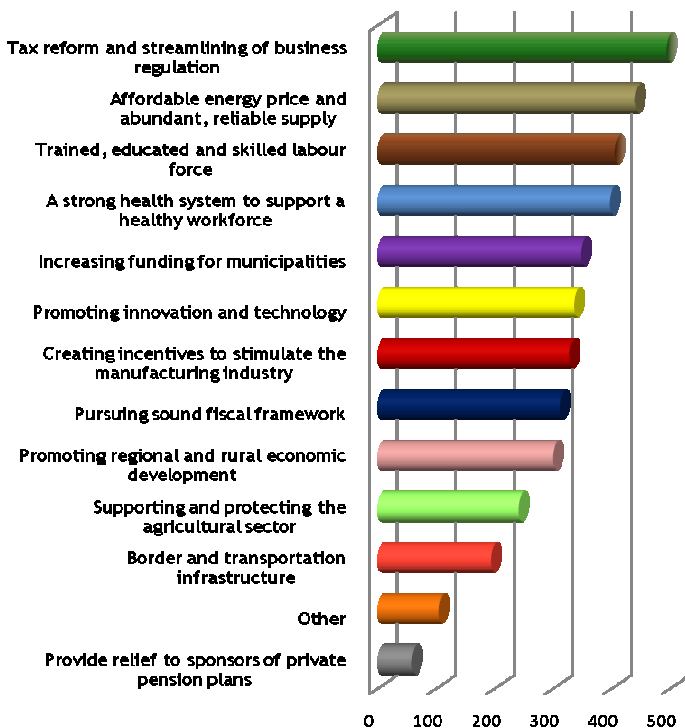 Tax reform and streamlining of business
regulation
Affordable energy price and
abundant, reliable supply
Trained, educated and skilled labour
force
A strong health system to support a
healthy workforce
Increasing funding for municipalities
Promoting innovation and technology
Creating incentives to stimulate the
manufacturing industry
Pursuring sound fiscal framework
Promoting regional and rural economic
development
Supporting and protecting the
agricultural sector
Border and transportation
infrastructure
Other
Provide relief to sponsors of private
pension plans
0 100 200 300 400 500